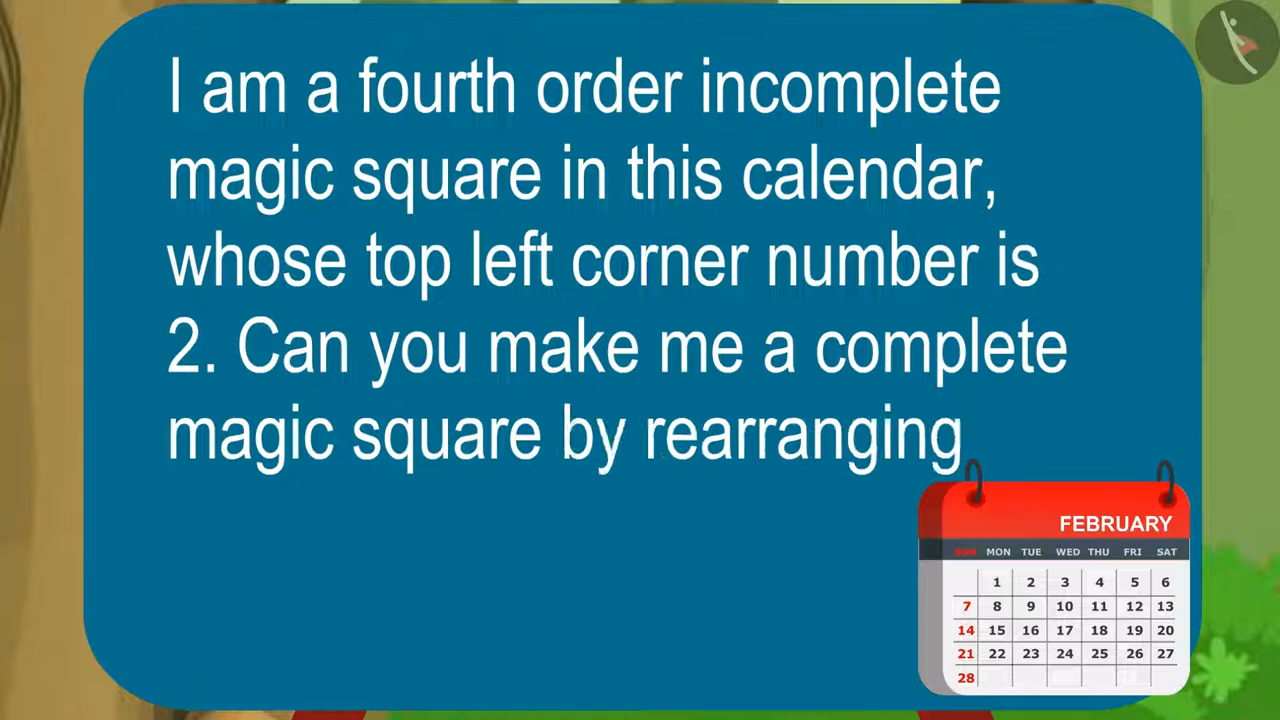 I am a fourth order incomplete
magic square in this calendar,
whose top left corner number is
2. Can you make me a complete
magic square by rearranging
FEBRUARY
SUN MON TUE WED THU FRI SAT
1 2 3 4 5 6
7 8 9 10 11 12 13
14 15 16 17 18 19 20
21 22 23 24 25 26 27
28